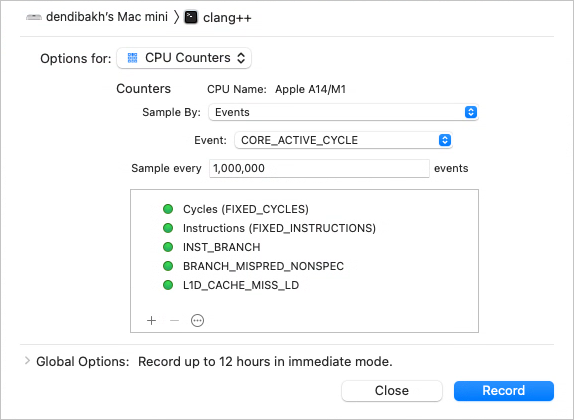 dendibakh's Mac mini 〉 clang++
Options for: CPU Counters
Counters CPU Name: Apple A14/M1
Sample By: Events
Event: CORE_ACTIVE_CYCLE
Sample every 1,000,000 events
Cycles (FIXED_CYCLES)
Instructions (FIXED_INSTRUCTIONS)
INST_BRANCH
BRANCH_MISPRED_NONSPEC
L1D_CACHE_MISS_LD
Global Options: Record up to 12 hours in immediate mode.
Close Record